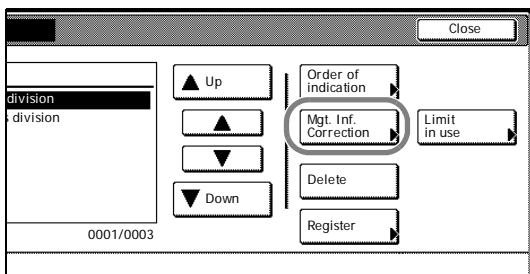 Close
Up
Order of
indication
division
s division
Mgt. Inf.
Correction
Limit
in use
Delete
Down
Register
0001/0003